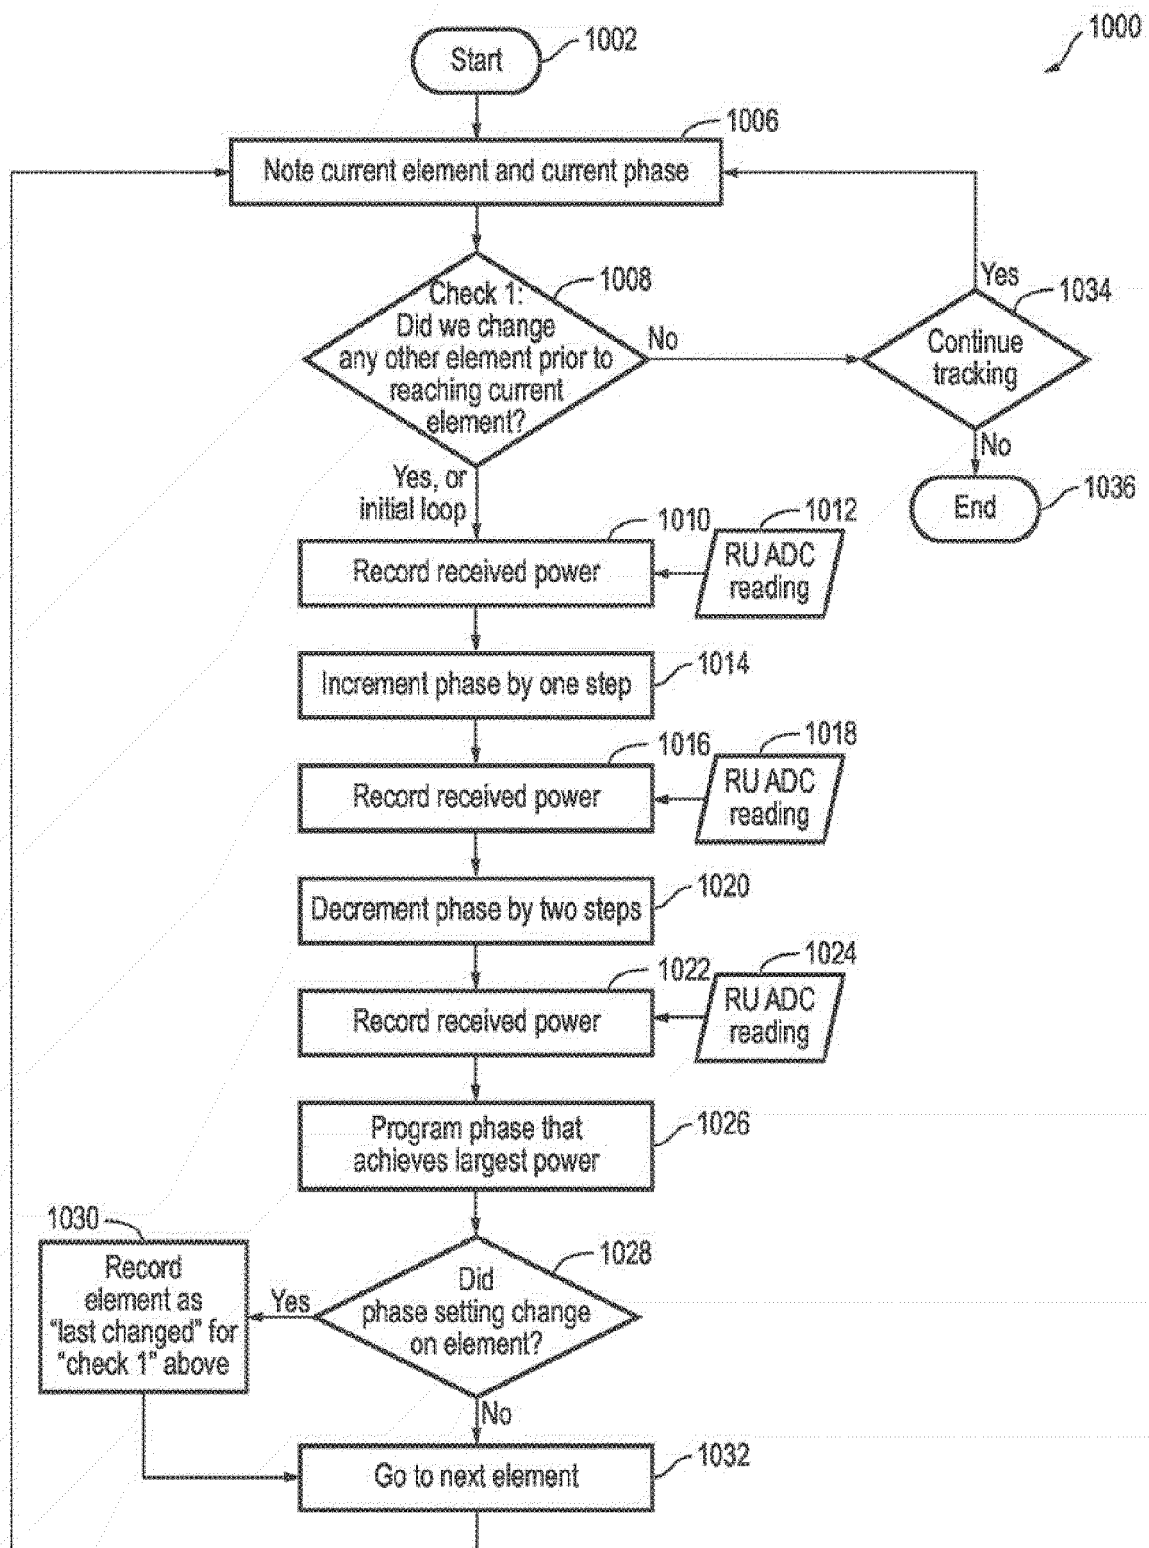 1000
Start
1002
1006
Note current element and current phase
1008
Check 1:
Did we change
any other element prior to
reaching current
element?
No
Yes
1034
Continue
tracking
No
End
1036
Yes, or
initial loop
1010
Record received power
1012
RU ADC
reading
Increment phase by one step
1014
1016
Record received power
1018
RU ADC
reading
Decrement phase by two steps
1020
1022
Record received power
1024
RU ADC
reading
Program phase that
achieves largest power
1026
1028
Did
phase setting change
on element?
Yes
1030
Record
element as
"last changed" for
"check 1" above
No
Go to next element
1032